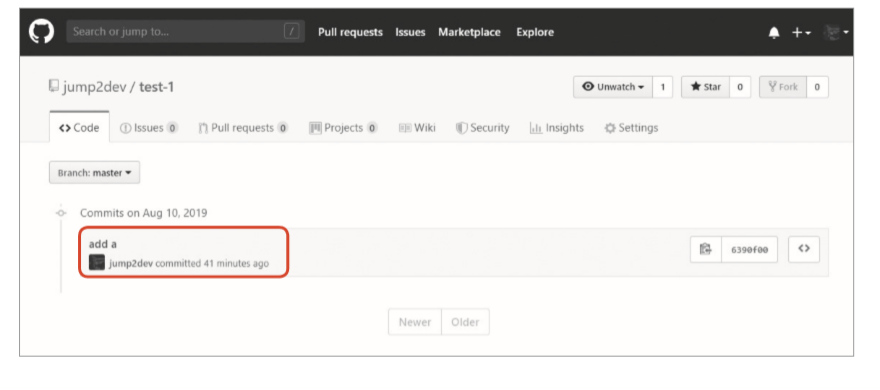 Search or jump to... / Pull requests Issues Marketplace Explore
jump2dev / test-1 Unwatch 1 Star 0 Fork 0
Code Issues 0 Pull requests 0 Projects 0 Wiki Security Insights Settings
Branch: master
Commits on Aug 10, 2019
add a
jump2dev committed 41 minutes ago 6390f00
Newer Older